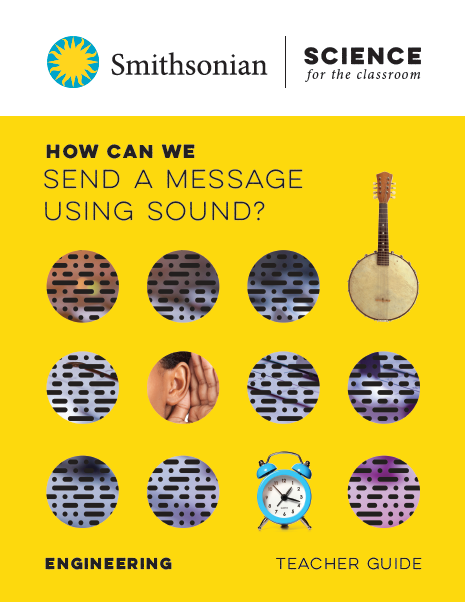 Smithsonian
SCIENCE
for the classroom
HOW CAN WE
SEND A MESSAGE
USING SOUND?
ENGINEERING
TEACHER GUIDE